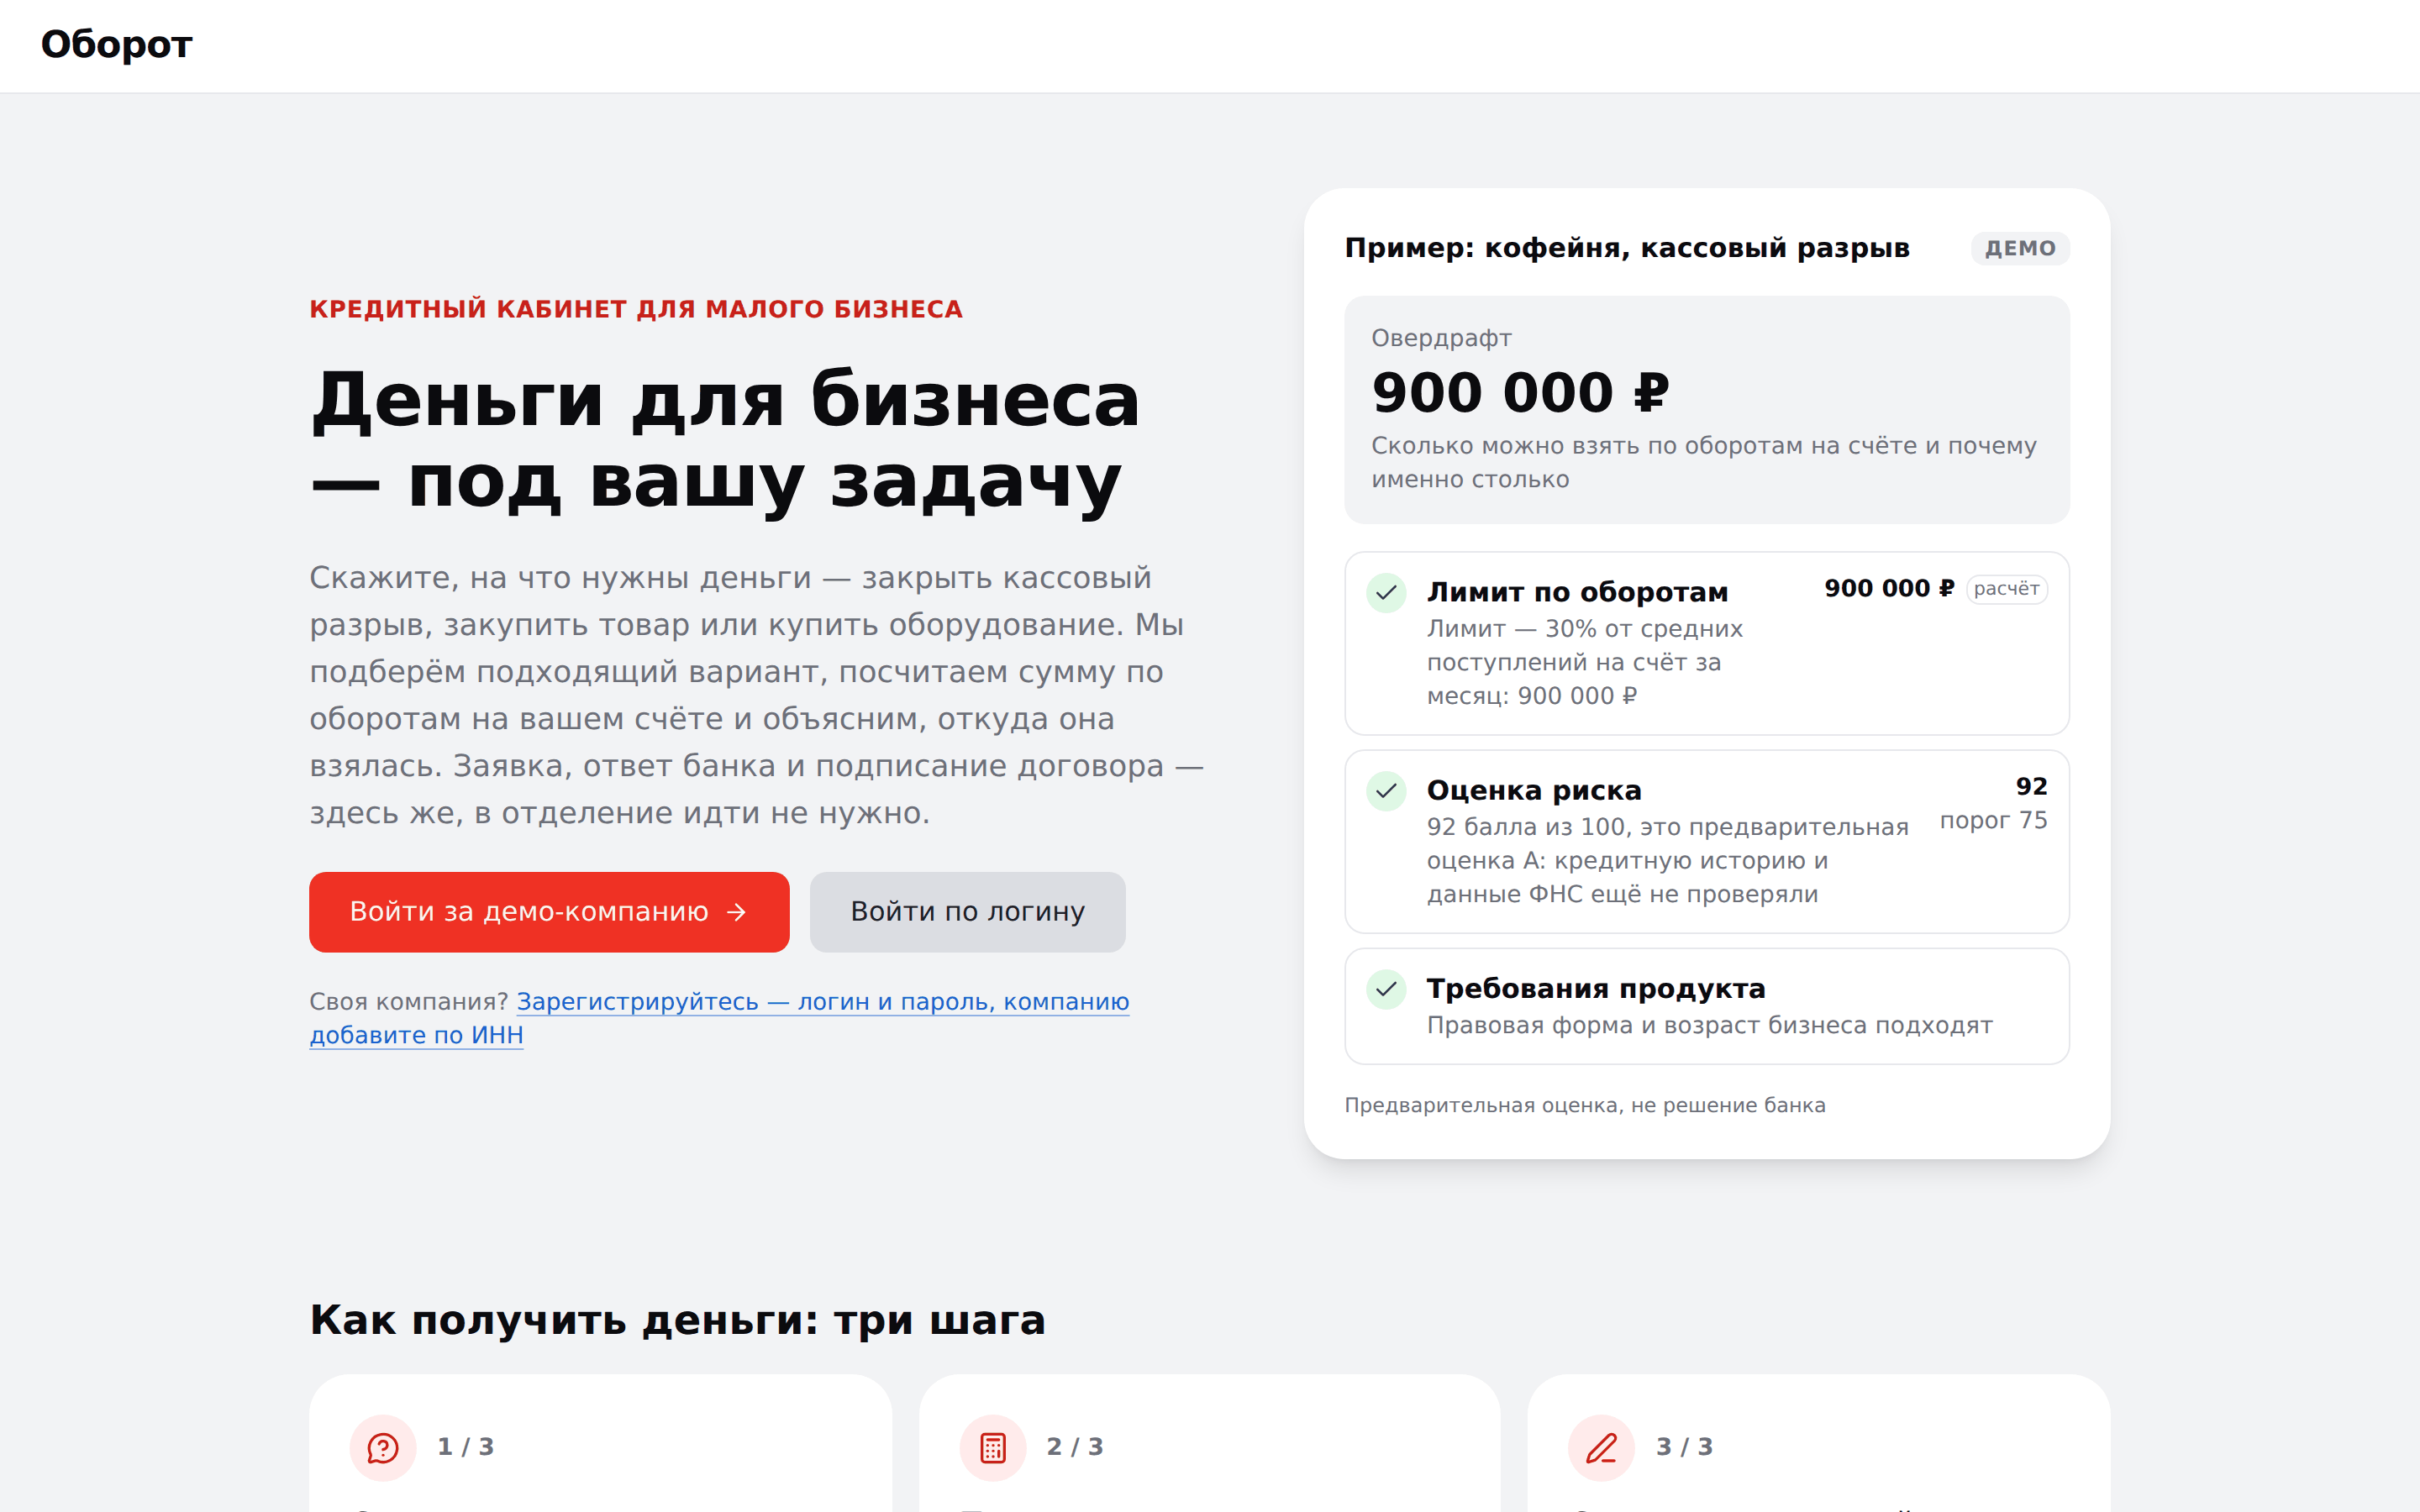 Оборот
КРЕДИТНЫЙ КАБИНЕТ ДЛЯ МАЛОГО БИЗНЕСА
Деньги для бизнеса
— под вашу задачу
Скажите, на что нужны деньги — закрыть кассовый
разрыв, закупить товар или купить оборудование. Мы
подберём подходящий вариант, посчитаем сумму по
оборотам на вашем счёте и объясним, откуда она
взялась. Заявка, ответ банка и подписание договора —
здесь же, в отделение идти не нужно.
Войти за демо-компанию →
Войти по логину
Своя компания? Зарегистрируйтесь — логин и пароль, компанию
добавите по ИНН
Пример: кофейня, кассовый разрыв
ДЕМО
Овердрафт
900 000 ₽
Сколько можно взять по оборотам на счёте и почему
именно столько
Лимит по оборотам
900 000 ₽ расчёт
Лимит — 30% от средних
поступлений на счёт за
месяц: 900 000 ₽
Оценка риска
92
92 балла из 100, это предварительная
порог 75
оценка А: кредитную историю и
данные ФНС ещё не проверяли
Требования продукта
Правовая форма и возраст бизнеса подходят
Предварительная оценка, не решение банка
Как получить деньги: три шага
1 / 3
2 / 3
3 / 3